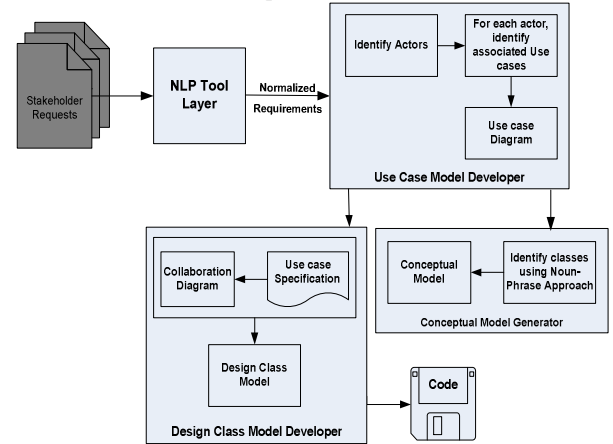 Stakeholder
Requests
NLP Tool
Layer
Normalized
Requirements
Identify Actors
For each actor,
identify
associated Use
cases
Use case
Diagram
Use Case Model Developer
Collaboration
Diagram
Use case
Specification
Design Class
Model
Design Class Model Developer
Conceptual
Model
Identify classes
using Noun-
Phrase Approach
Conceptual Model Generator
Code